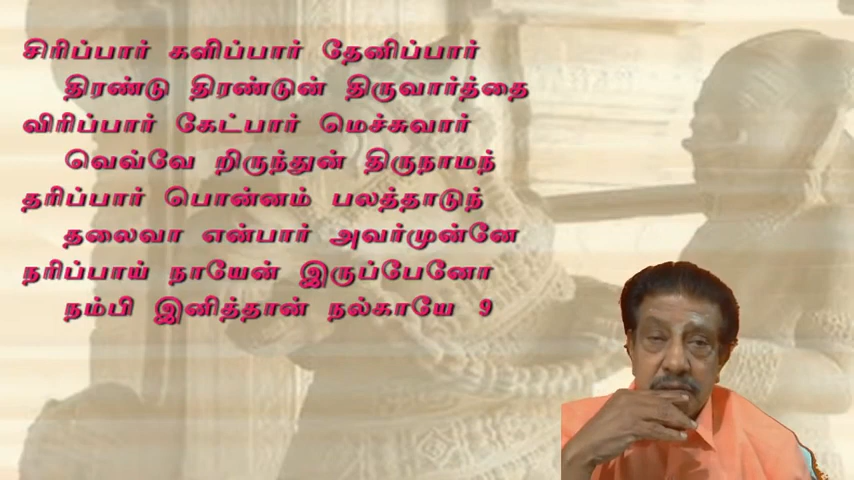 சிரிப்பார் களிப்பார் தேனிப்பார்
திரண்டு திரண்டுன் திருவார்த்தை
விரிப்பார் கேட்பார் மெச்சுவார்
வெவ்வே றிருந்துன் திருநாமந்
தரிப்பார் பொன்னம் பலத்தாடுந்
தலைவா என்பார் அவர்முன்னே
நரிப்பாய் நாயேன் இருப்பேனோ
நம்பி இனித்தான் நல்காயே 9